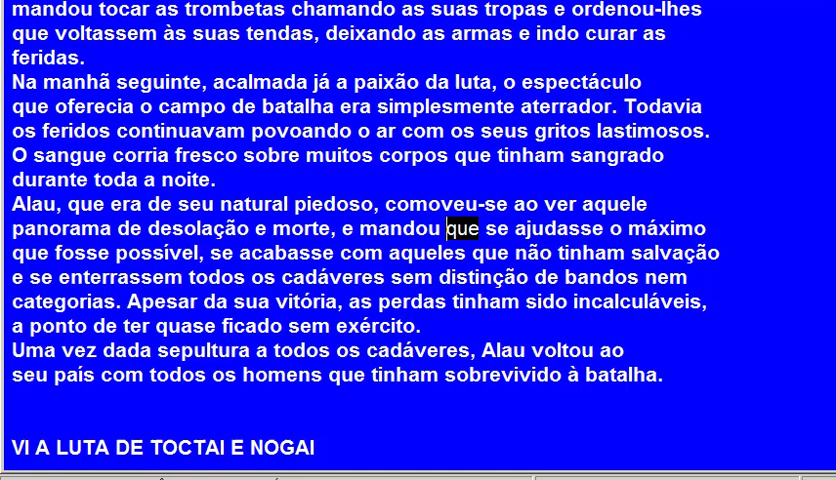 mandou tocar as trombetas chamando as suas tropas e ordenou-lhes
que voltassem às suas tendas, deixando as armas e indo curar as
feridas.
Na manhã seguinte, acalmada já a paixão da luta, o espectáculo
que oferecia o campo de batalha era simplesmente aterrador. Todavia
os feridos continuavam povoando o ar com os seus gritos lastimosos.
O sangue corria fresco sobre muitos corpos que tinham sangrado
durante toda a noite.
Alau, que era de seu natural piedoso, comoveu-se ao ver aquele
panorama de desolação e morte, e mandou que se ajudasse o máximo
que fosse possível, se acabasse com aqueles que não tinham salvação
e se enterrassem todos os cadáveres sem distinção de bandos nem
categorias. Apesar da sua vitória, as perdas tinham sido incalculáveis,
a ponto de ter quase ficado sem exército.
Uma vez dada sepultura a todos os cadáveres, Alau voltou ao
seu país com todos os homens que tinham sobrevivido à batalha.
VI A LUTA DE TOCTAI E NOGAI